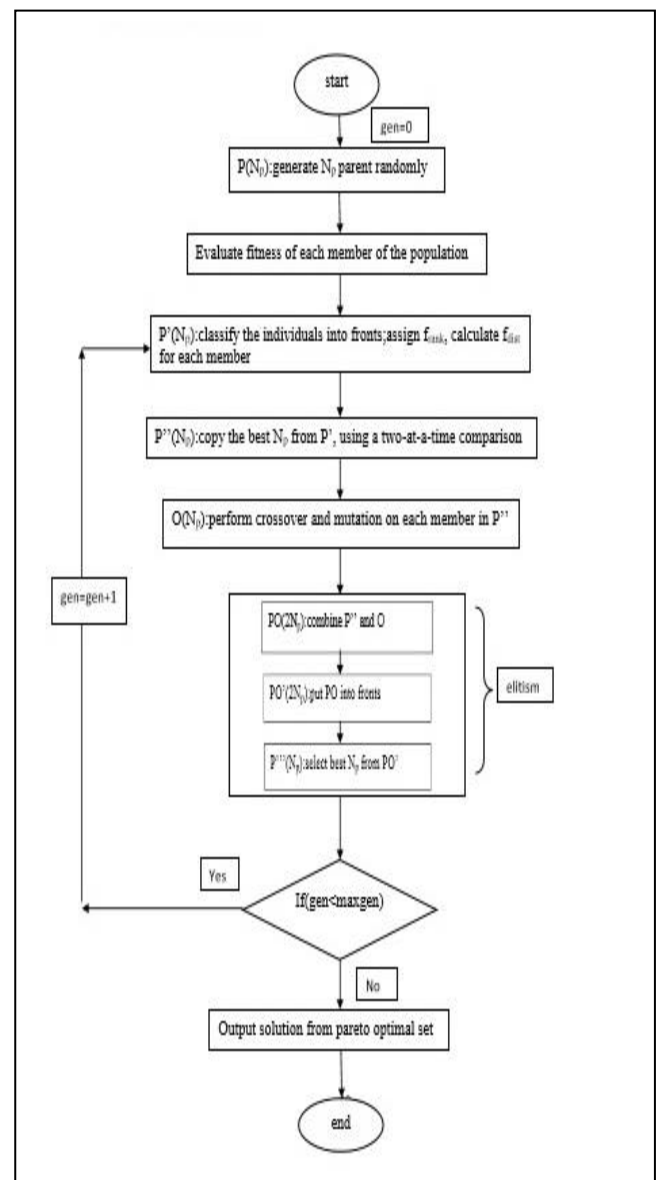 start
gen=0
P(Np):generate Np parent randomly
Evaluate fitness of each member of the population
P’(Np):classify the individuals into fronts;assign frank, calculate fdist
for each member
P’’(Np):copy the best Np from P’, using a two-at-a-time comparison
O(Np):perform crossover and mutation on each member in P’’
gen=gen+1
PO(2Np):combine P’’ and O
PO’(2Np):put PO into fronts
elitism
P’’’(Np):select best Np from PO’
Yes
If(gen<maxgen)
No
Output solution from pareto optimal set
end